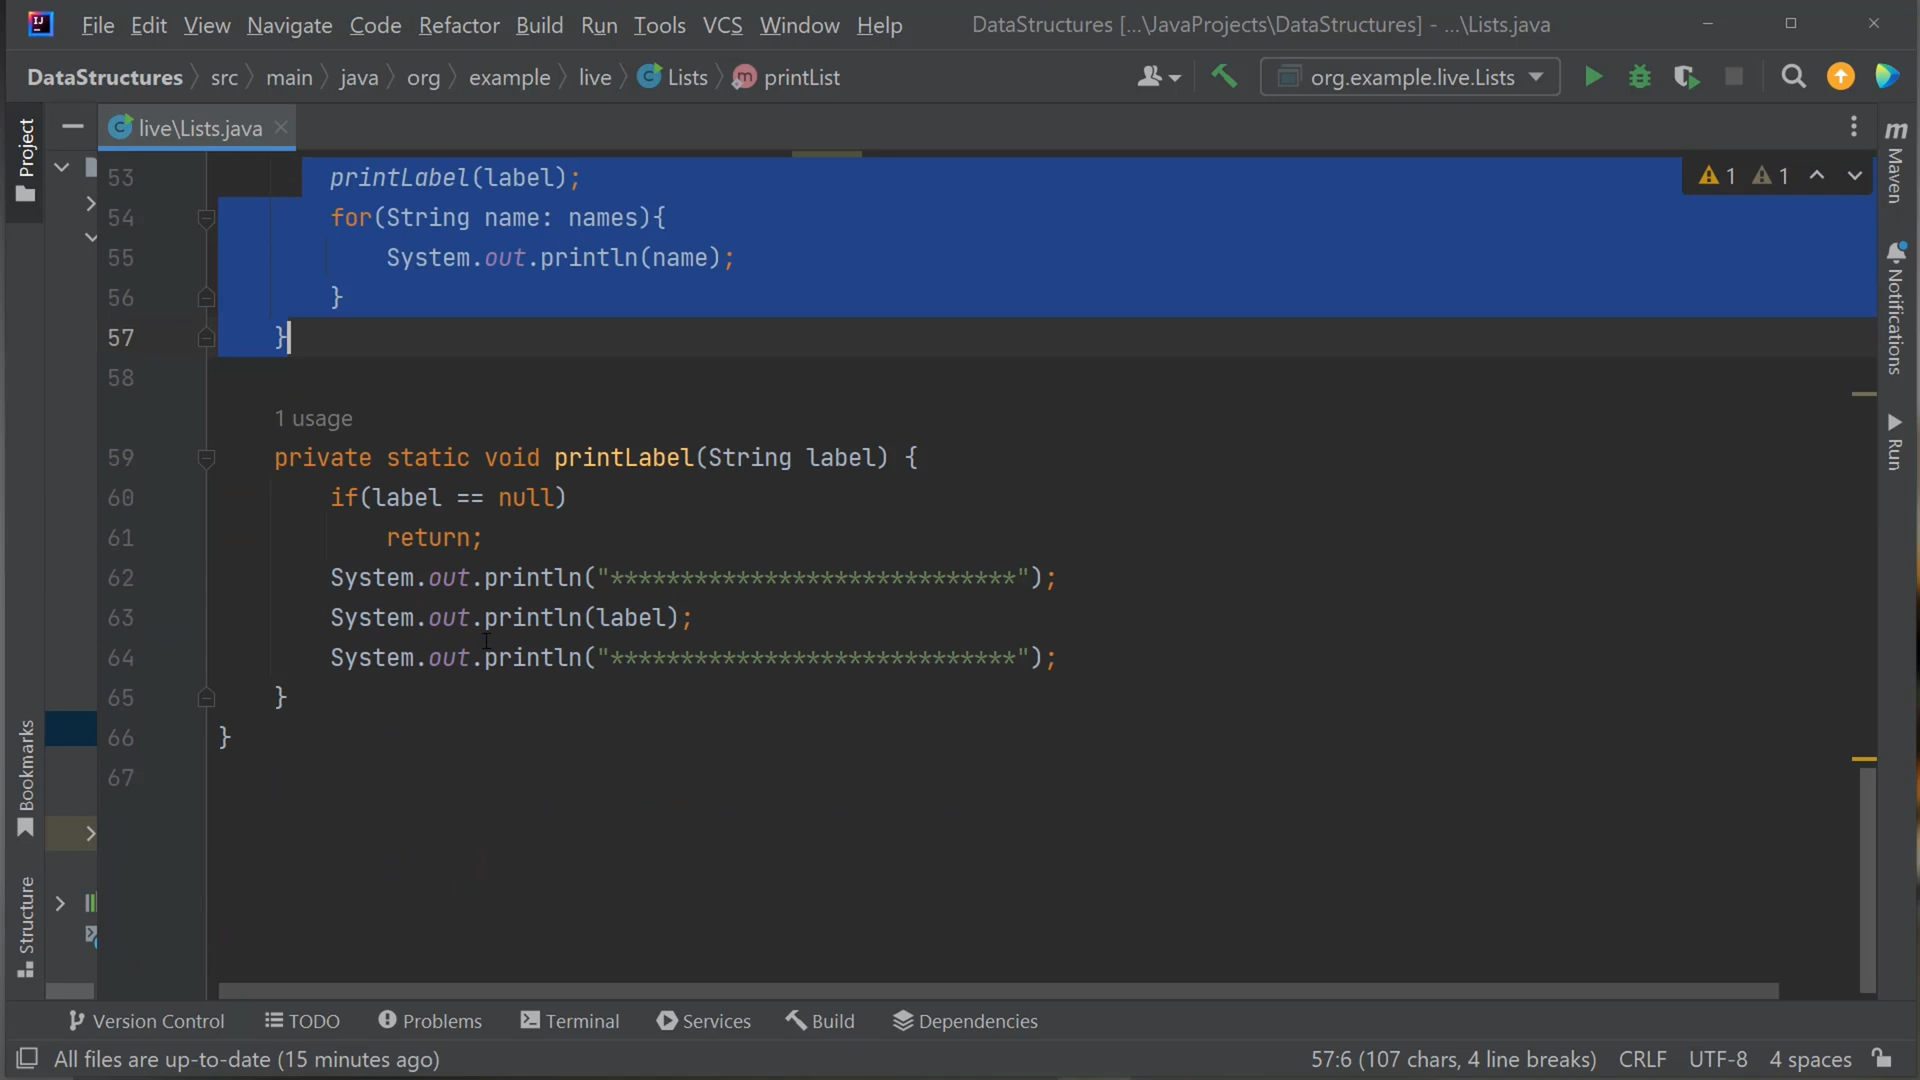 File Edit View Navigate Code Refactor Build Run Tools VCS Window Help DataStructures [...\JavaProjects\DataStructures] - ...\Lists.java
DataStructures src main java org example live Lists printList org.example.live.Lists
Project
live\Lists.java
53 printLabel(label);
1 1
54 for(String name: names){
55 System.out.println(name);
56 }
57 }
58
1 usage
59 private static void printLabel(String label) {
60 if(label == null)
61 return;
62 System.out.println("*****************************");
63 System.out.println(label);
64 System.out.println("*****************************");
65 }
66 }
67
Maven
Notifications
Run
Bookmarks
Structure
Version Control TODO Problems Terminal Services Build Dependencies
All files are up-to-date (15 minutes ago) 57:6 (107 chars, 4 line breaks) CRLF UTF-8 4 spaces